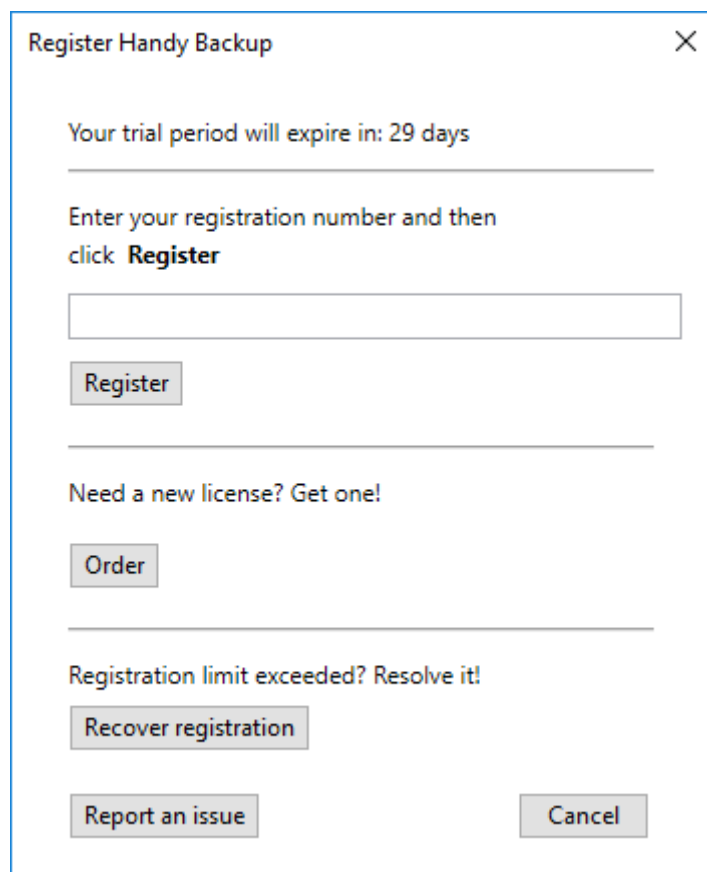 Register Handy Backup
Your trial period will expire in: 29 days
Enter your registration number and then
click Register
Register
Need a new license? Get one!
Order
Registration limit exceeded? Resolve it!
Recover registration
Report an issue
Cancel